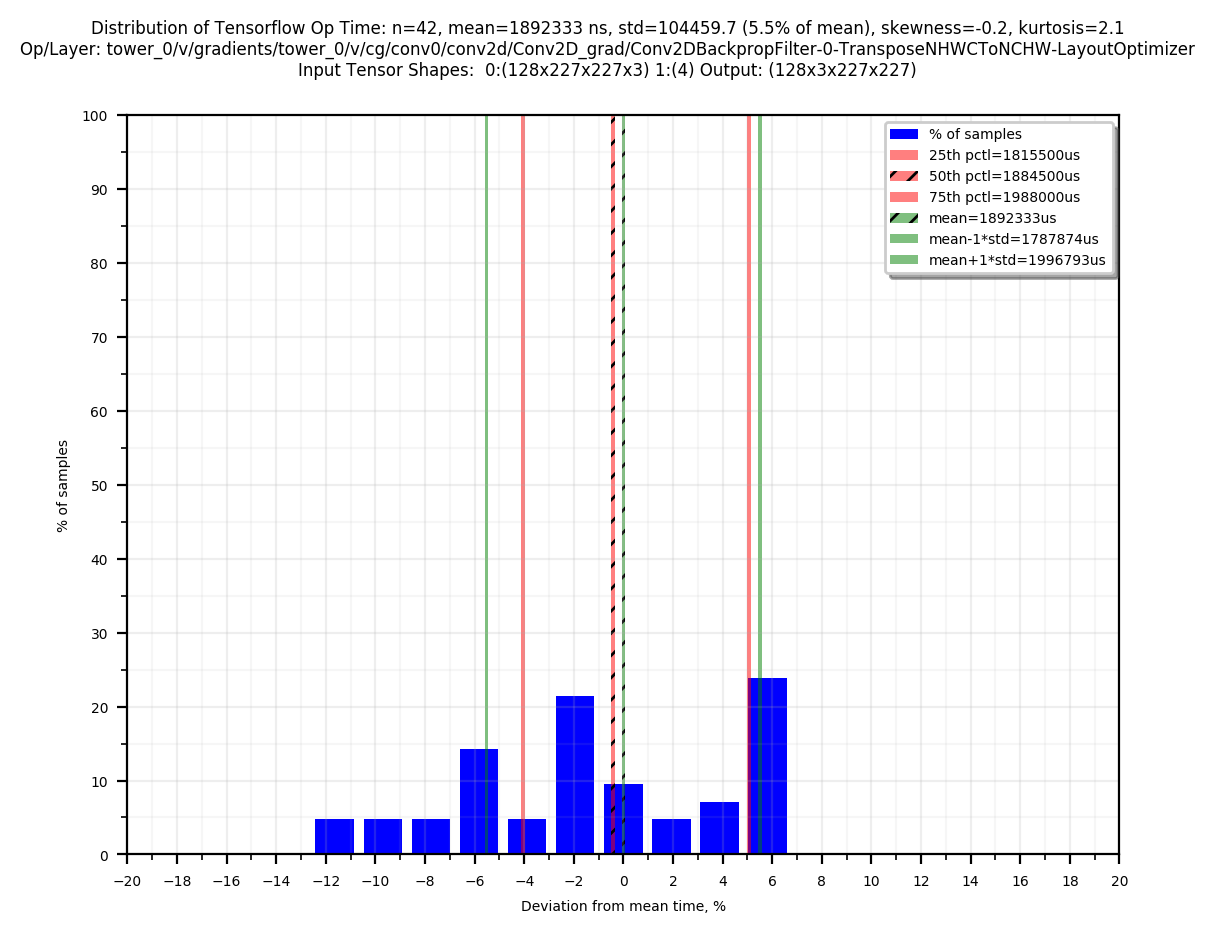 Distribution of Tensorflow Op Time: n=42, mean=1892333 ns, std=104459.7 (5.5% of mean), skewness=-0.2, kurtosis=2.1
Op/Layer: tower_0/v/gradients/tower_0/v/cg/conv0/conv2d/Conv2D_grad/Conv2DBackpropFilter-0-TransposeNHWCToNCHW-LayoutOptimizer
Input Tensor Shapes:  0:(128x227x227x3) 1:(4) Output: (128x3x227x227)
% of samples
25th pctl=1815500us
50th pctl=1884500us
75th pctl=1988000us
mean=1892333us
mean-1*std=1787874us
mean+1*std=1996793us
100
90
80
70
60
50
40
30
20
10
0
% of samples
−20 −18 −16 −14 −12 −10 −8 −6 −4 −2 0 2 4 6 8 10 12 14 16 18 20
Deviation from mean time, %